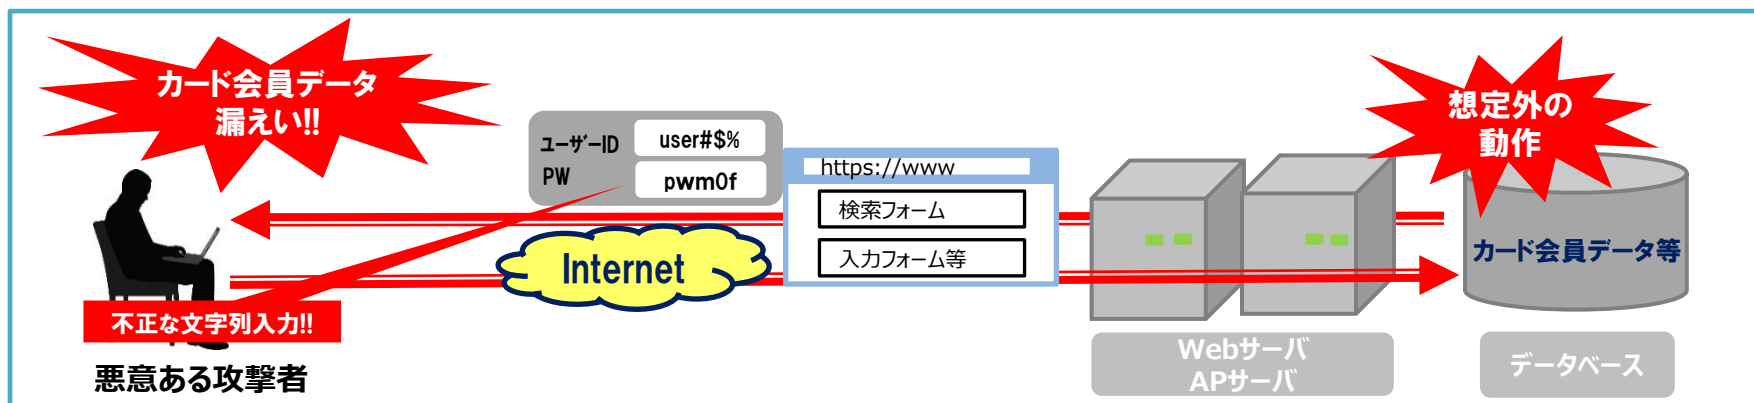 カード会員データ
漏えい!!
ユーザーID
user#$%
PW
pwm0f
https://www
検索フォーム
入力フォーム等
Internet
想定外の
動作
カード会員データ等
不正な文字列入力!!
悪意ある攻撃者
Webサーバ
APサーバ
データベース